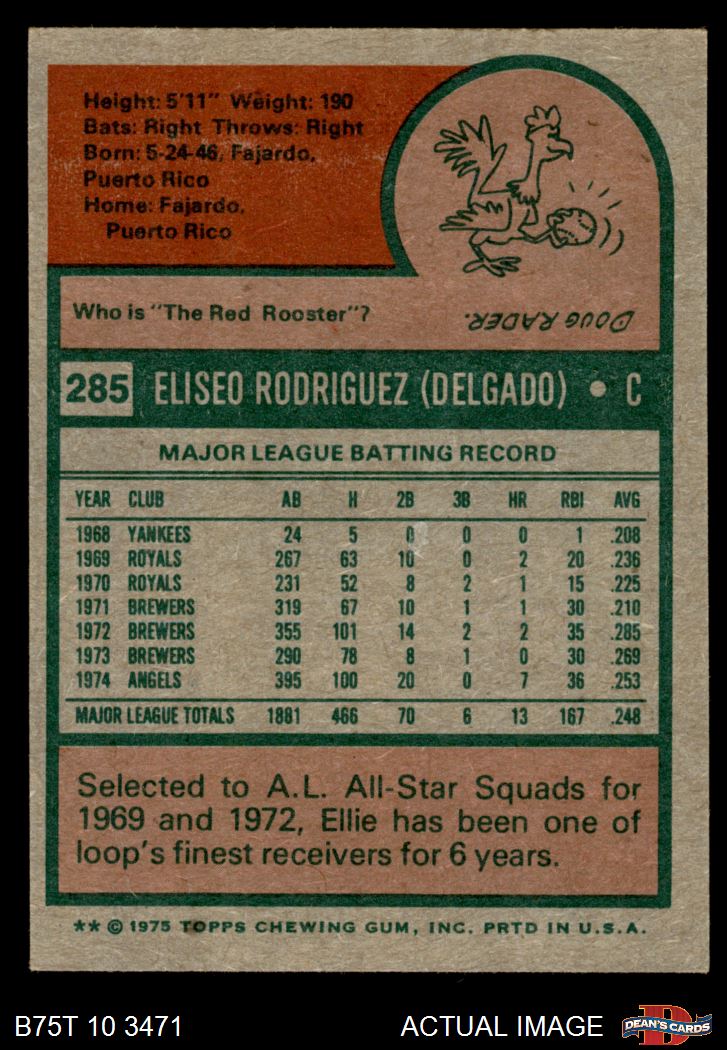 Height: 5'11" Weight: 190
Bats: Right Throws: Right
Born: 5-24-46, Fajardo,
Puerto Rico
Home: Fajardo,
Puerto Rico
Who is "The Red Rooster"?
DOUG RADER.
285 ELISEO RODRIGUEZ (DELGADO) • C
MAJOR LEAGUE BATTING RECORD
YEAR CLUB AB H 2B 3B HR RBI AVG
1968 YANKEES 24 5 0 0 0 1 .208
1969 ROYALS 267 63 10 0 2 20 .236
1970 ROYALS 231 52 8 2 1 15 .225
1971 BREWERS 319 67 10 1 1 30 .210
1972 BREWERS 355 101 14 2 2 35 .285
1973 BREWERS 290 78 8 1 0 30 .269
1974 ANGELS 395 100 20 0 7 36 .253
MAJOR LEAGUE TOTALS 1881 466 70 6 13 167 .248
Selected to A.L. All-Star Squads for
1969 and 1972, Ellie has been one of
loop's finest receivers for 6 years.
** © 1975 TOPPS CHEWING GUM, INC. PRTD IN U.S.A.
B75T 10 3471 ACTUAL IMAGE D DEAN'S CARDS